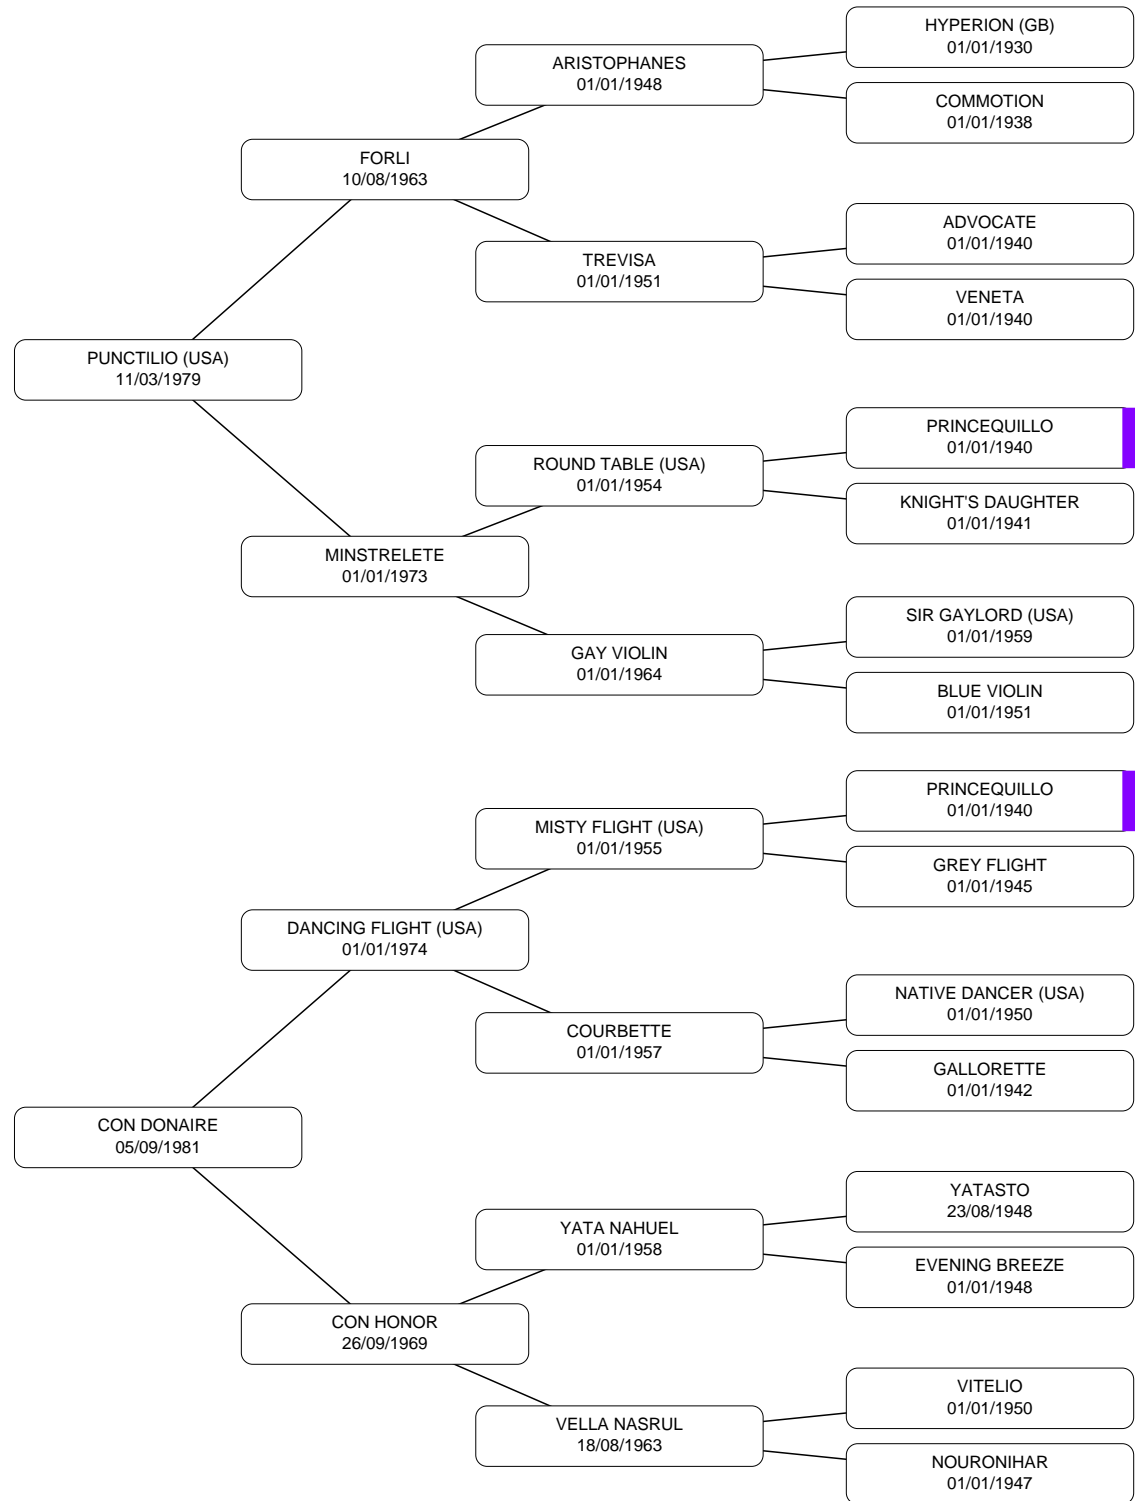 HYPERION (GB)
01/01/1930
ARISTOPHANES
01/01/1948
COMMOTION
01/01/1938
FORLI
10/08/1963
ADVOCATE
01/01/1940
TREVISA
01/01/1951
VENETA
01/01/1940
PUNCTILIO (USA)
11/03/1979
PRINCEQUILLO
01/01/1940
ROUND TABLE (USA)
01/01/1954
KNIGHT'S DAUGHTER
01/01/1941
MINSTRELETE
01/01/1973
SIR GAYLORD (USA)
01/01/1959
GAY VIOLIN
01/01/1964
BLUE VIOLIN
01/01/1951
PRINCEQUILLO
01/01/1940
MISTY FLIGHT (USA)
01/01/1955
GREY FLIGHT
01/01/1945
DANCING FLIGHT (USA)
01/01/1974
NATIVE DANCER (USA)
01/01/1950
COURBETTE
01/01/1957
GALLORETTE
01/01/1942
CON DONAIRE
05/09/1981
YATASTO
23/08/1948
YATA NAHUEL
01/01/1958
EVENING BREEZE
01/01/1948
CON HONOR
26/09/1969
VITELIO
01/01/1950
VELLA NASRUL
18/08/1963
NOURONIHAR
01/01/1947